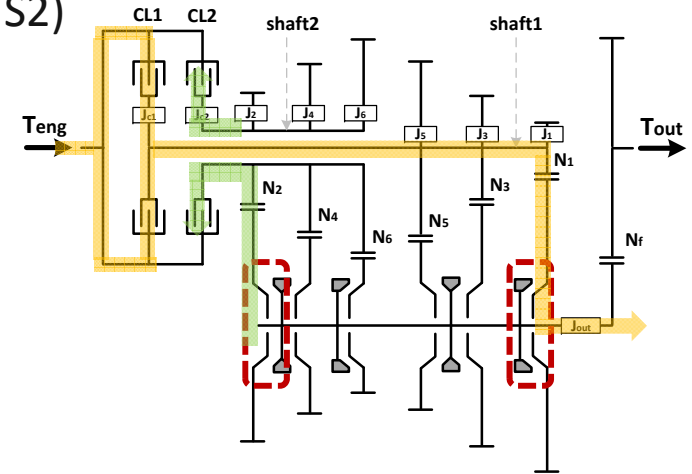 S2)
CL1 CL2
shaft2
shaft1
Teng
Jc1
Jc2
J2
J4
J6
J5
J3
J1
Tout
N1
N2
N3
N4
N5
N6
Nf
Jout